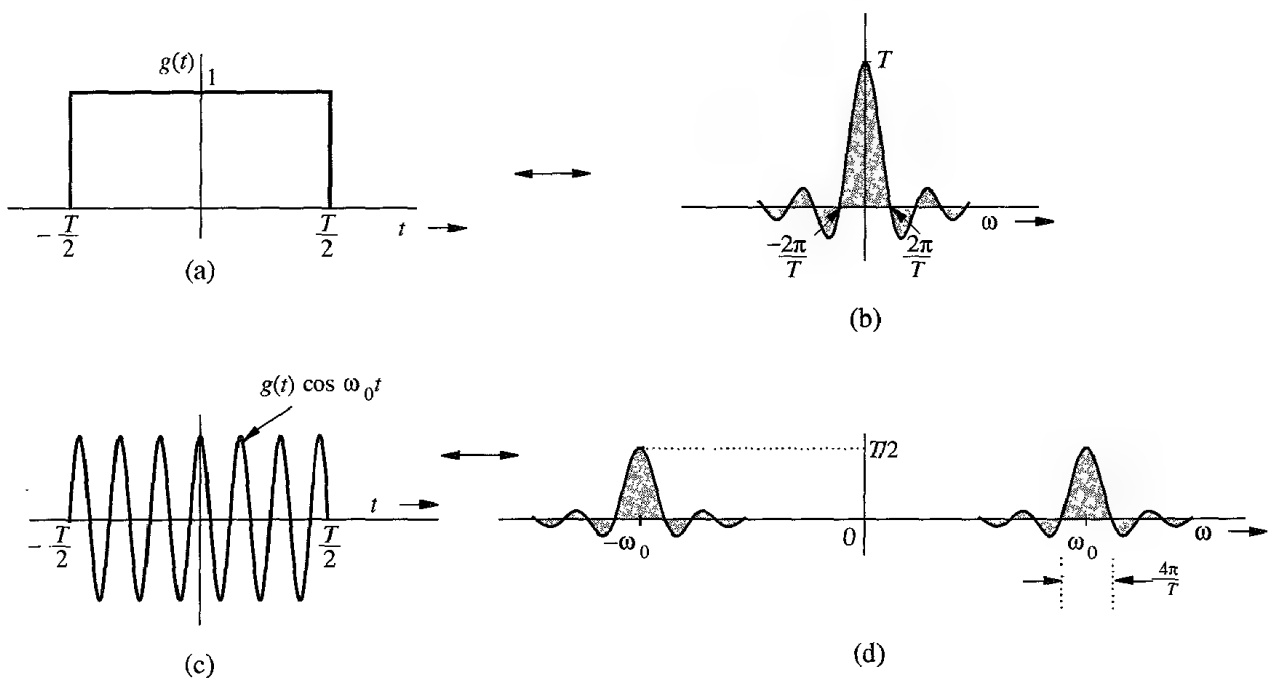 g(t)
1
-T/2
T/2
t
(a)
T
-2π/T
2π/T
ω
(b)
g(t) cos ω₀t
-T/2
T/2
t
(c)
T/2
-ω₀
0
ω₀
ω
4π/T
(d)